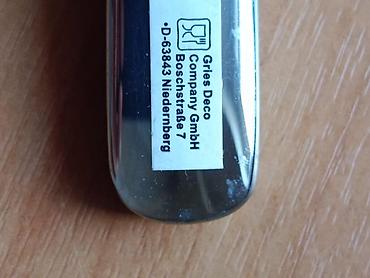 Gries Deco
Company GmbH
Boschstraße 7
•D-63843 Niedernberg